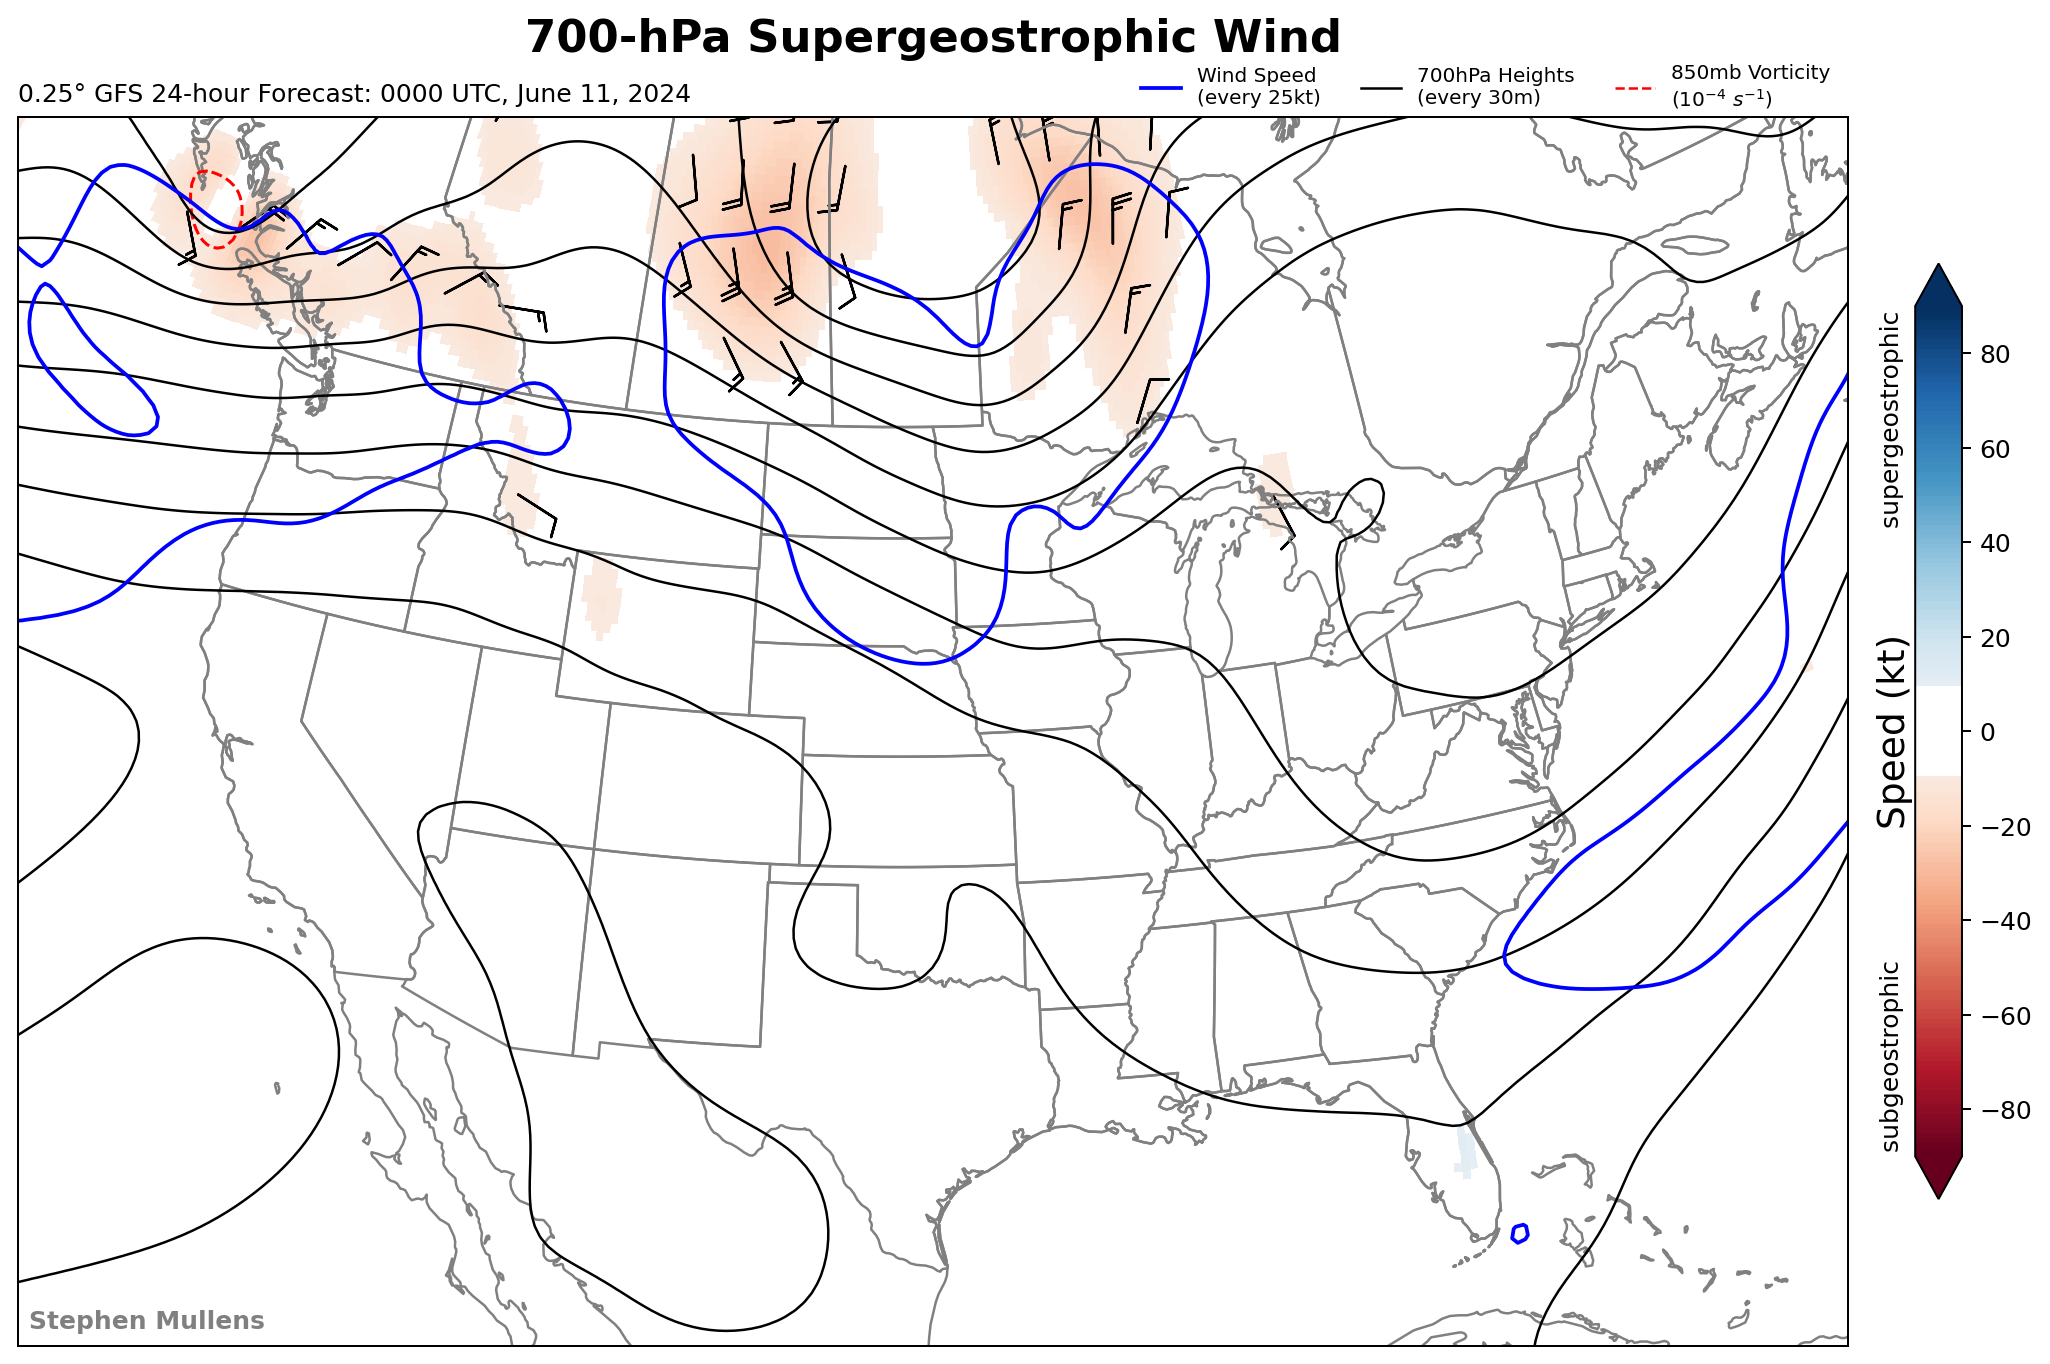 700-hPa Supergeostrophic Wind
0.25° GFS 24-hour Forecast: 0000 UTC, June 11, 2024
Wind Speed
(every 25kt)
700hPa Heights
(every 30m)
850mb Vorticity
(10⁻⁴ s⁻¹)
supergeostrophic
Speed (kt)
subgeostrophic
80
60
40
20
0
−20
−40
−60
−80
Stephen Mullens